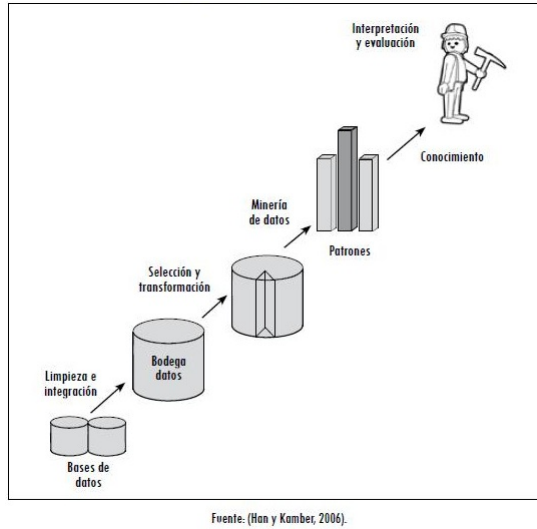 Interpretación
y evaluación
Conocimiento
Minería
de datos
Patrones
Selección y
transformación
Bodega
datos
Limpieza e
integración
Bases de
datos
Fuente: (Han y Kamber, 2006).